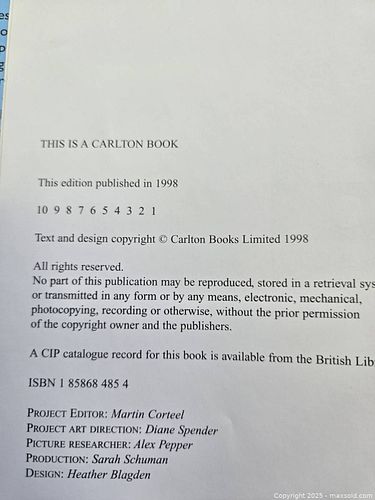 THIS IS A CARLTON BOOK
This edition published in 1998
10 9 8 7 6 5 4 3 2 1
Text and design copyright © Carlton Books Limited 1998
All rights reserved.
No part of this publication may be reproduced, stored in a retrieval sys
or transmitted in any form or by any means, electronic, mechanical,
photocopying, recording or otherwise, without the prior permission
of the copyright owner and the publishers.
A CIP catalogue record for this book is available from the British Lib
ISBN 1 85868 485 4
PROJECT EDITOR: Martin Corteel
PROJECT ART DIRECTION: Diane Spender
PICTURE RESEARCHER: Alex Pepper
PRODUCTION: Sarah Schuman
DESIGN: Heather Blagden
Copyright © 2025 - maxsold.com